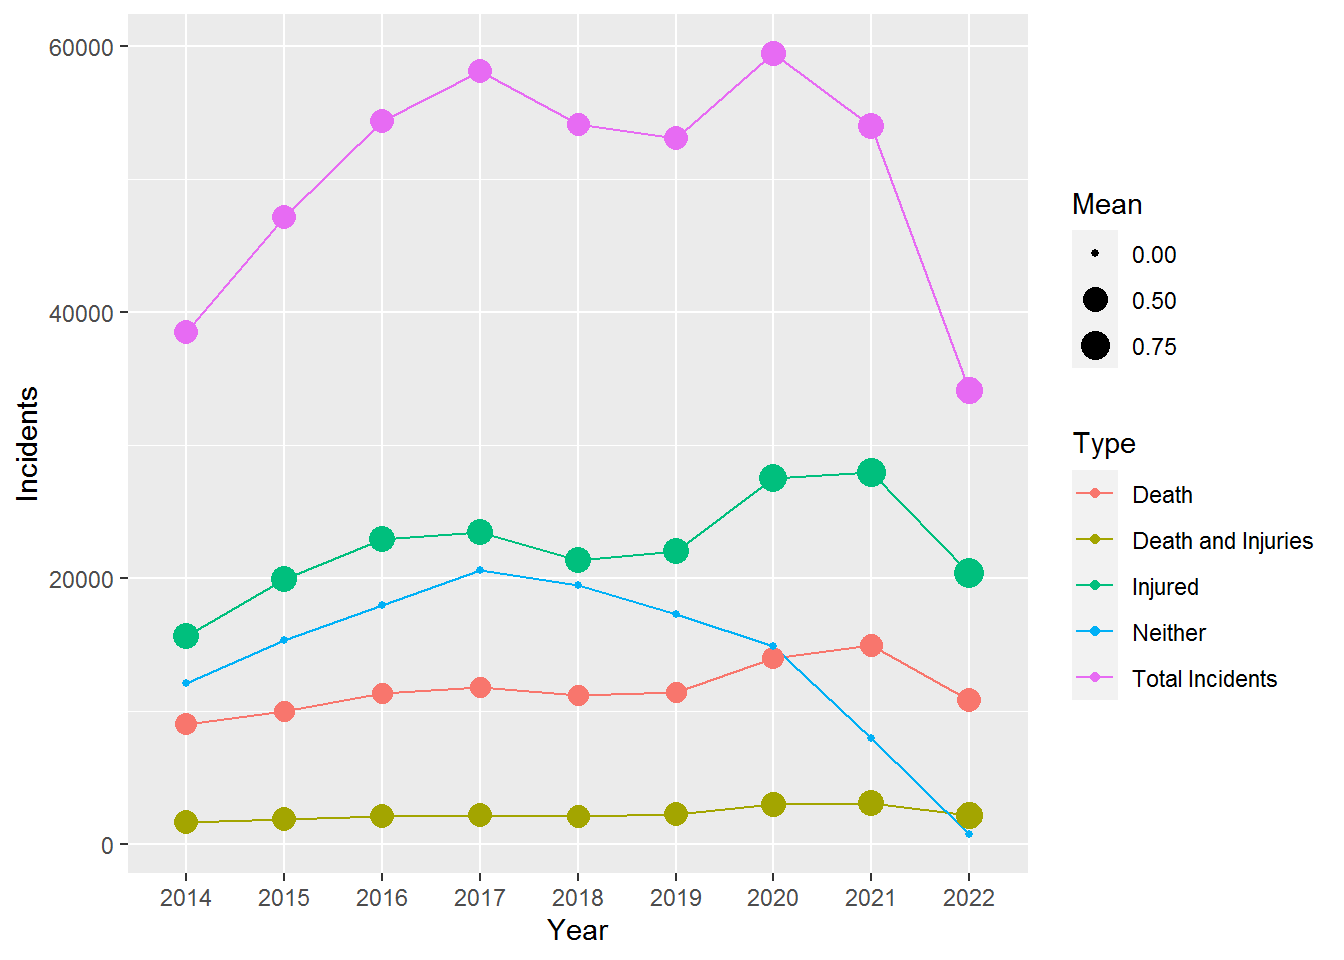 60000
40000
20000
0
Incidents
2014 2015 2016 2017 2018 2019 2020 2021 2022
Year
Mean
0.00
0.50
0.75
Type
Death
Death and Injuries
Injured
Neither
Total Incidents